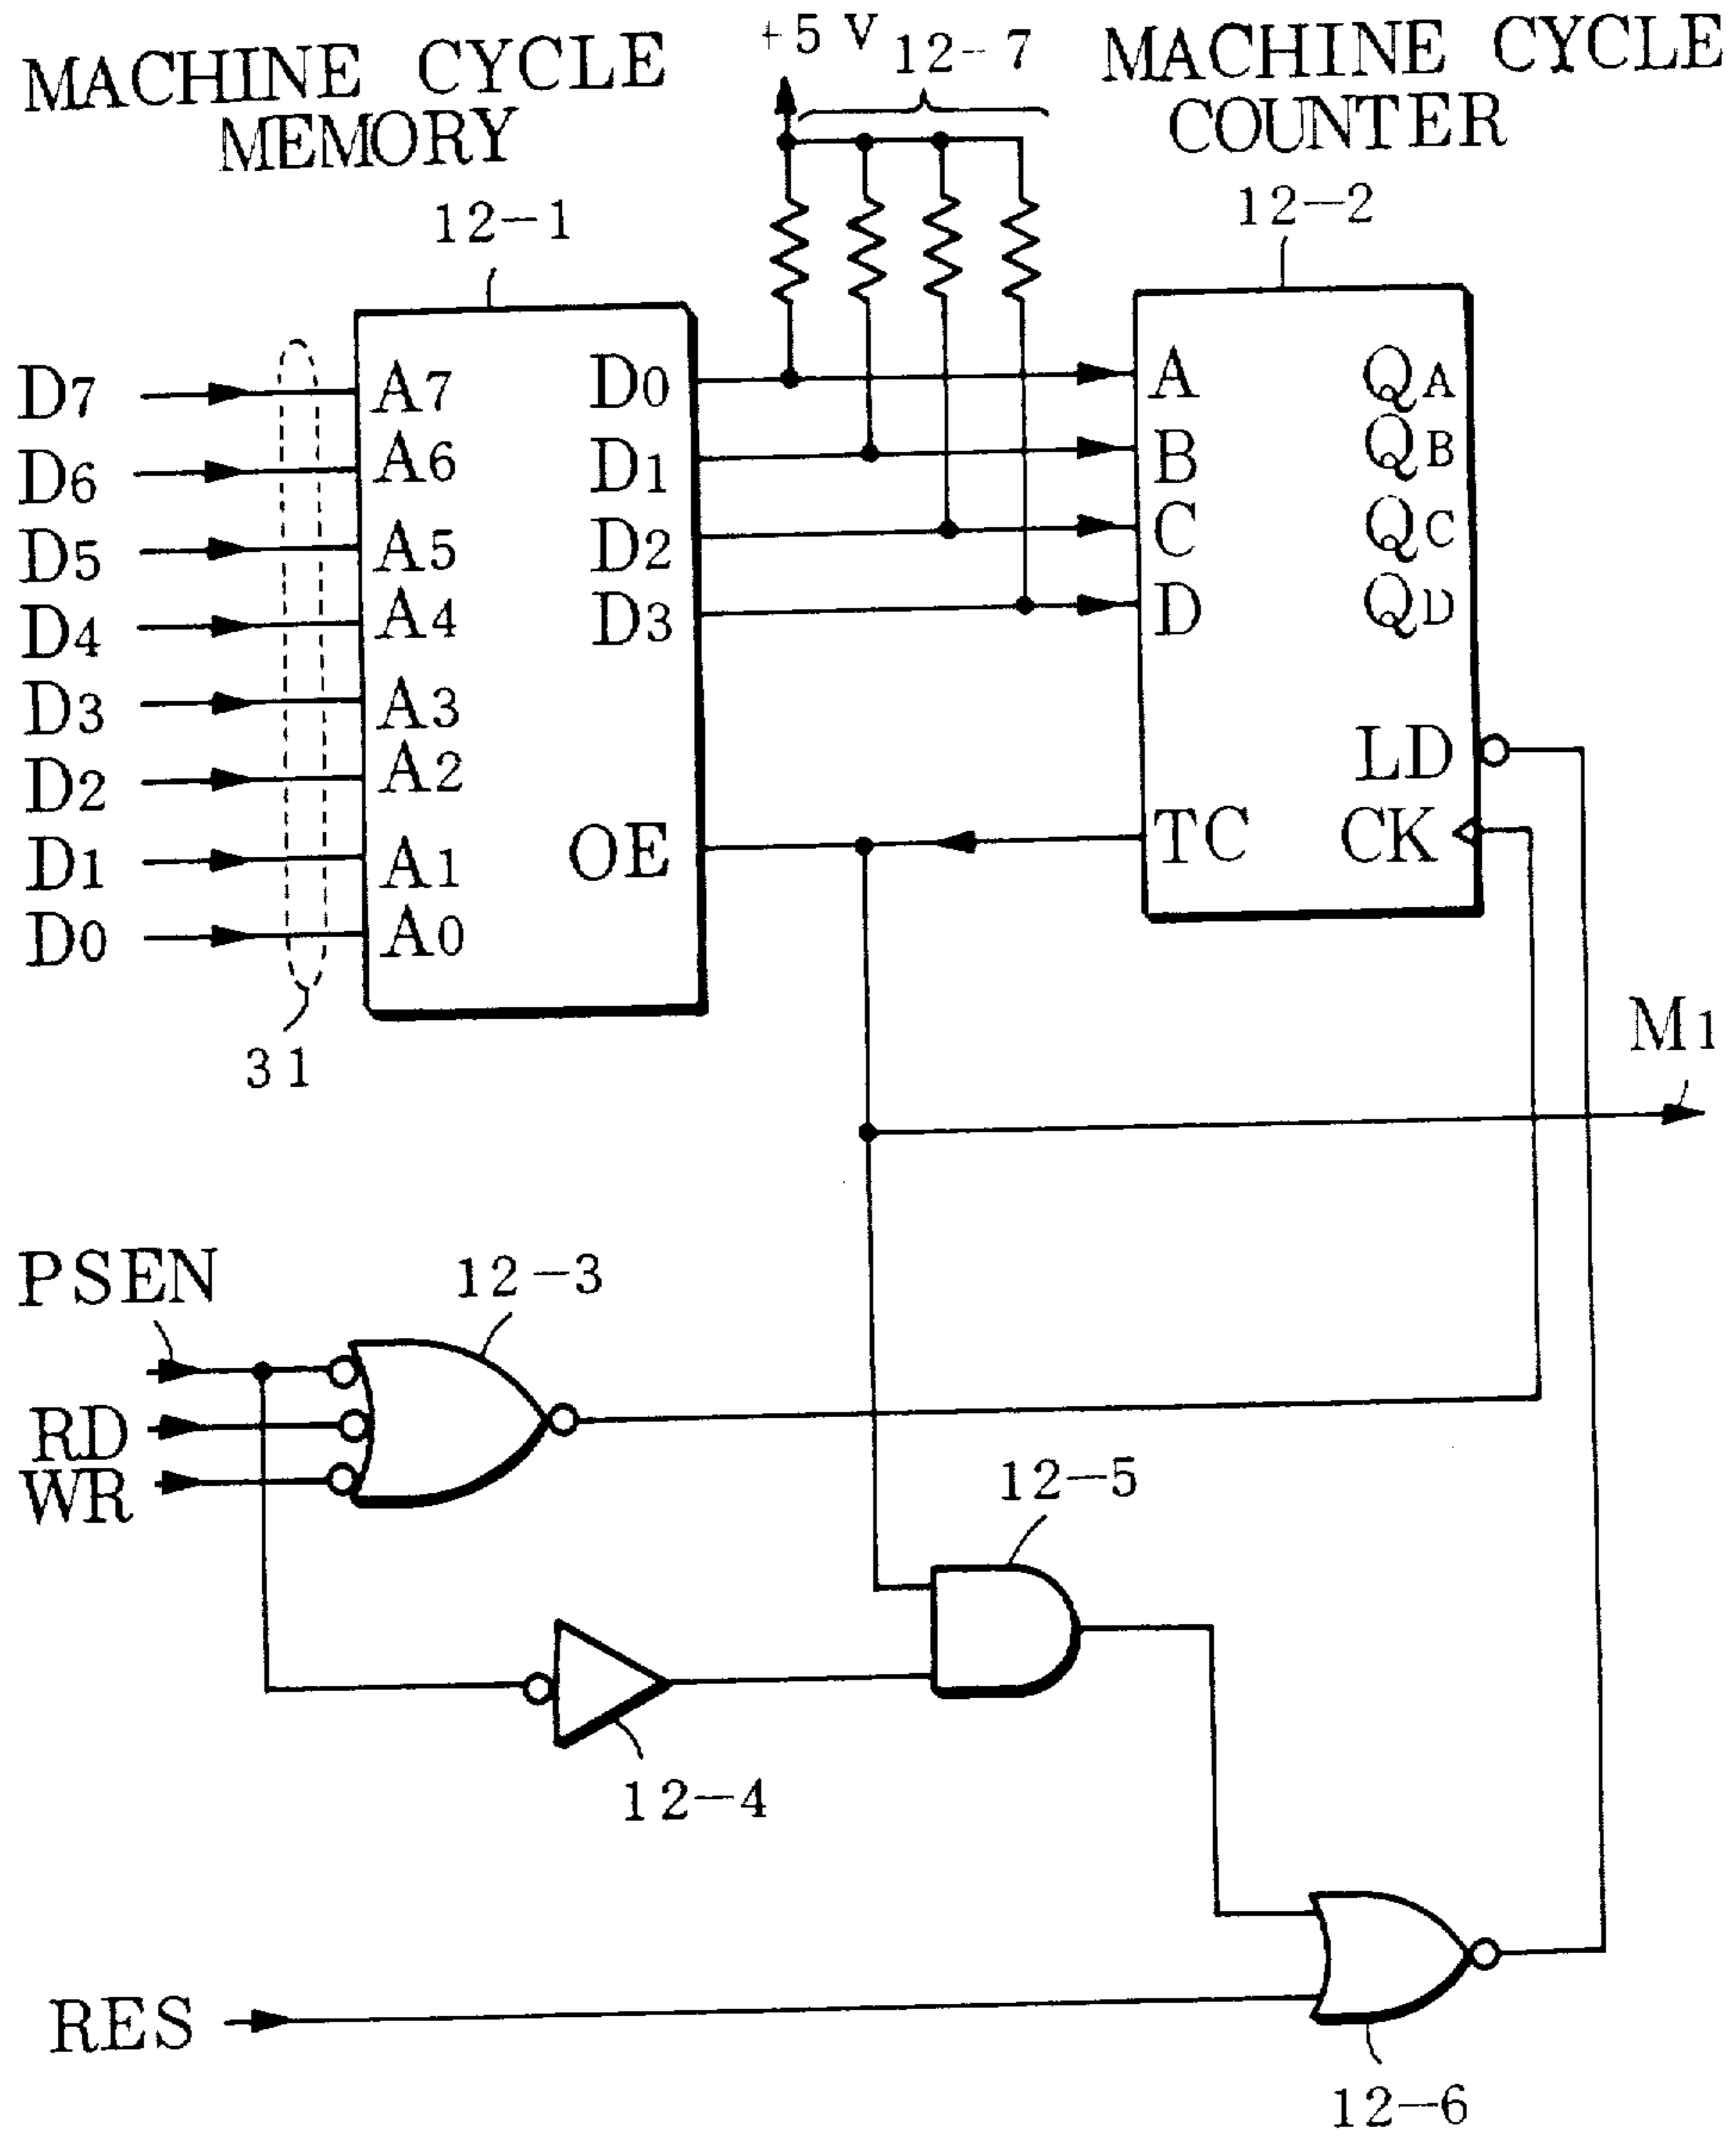 MACHINE CYCLE
MEMORY
12-1
+5 V
12-7
MACHINE CYCLE
COUNTER
12-2
D7
D6
D5
D4
D3
D2
D1
D0
A7
A6
A5
A4
A3
A2
A1
A0
D0
D1
D2
D3
OE
A
B
C
D
TC
QA
QB
QC
QD
LD
CK
31
M1
PSEN
RD
WR
12-3
12-5
12-4
RES
12-6